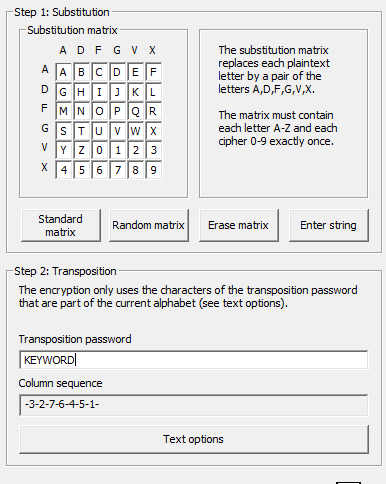 Step 1: Substitution
Substitution matrix
A D F G V X
A A B C D E F
D G H I J K L
F M N O P Q R
G S T U V W X
V Y Z 0 1 2 3
X 4 5 6 7 8 9
The substitution matrix
replaces each plaintext
letter by a pair of the
letters A,D,F,G,V,X.
The matrix must contain
each letter A-Z and each
cipher 0-9 exactly once.
Standard
matrix
Random matrix
Erase matrix
Enter string
Step 2: Transposition
The encryption only uses the characters of the transposition password
that are part of the current alphabet (see text options).
Transposition password
KEYWORD
Column sequence
-3-2-7-6-4-5-1-
Text options